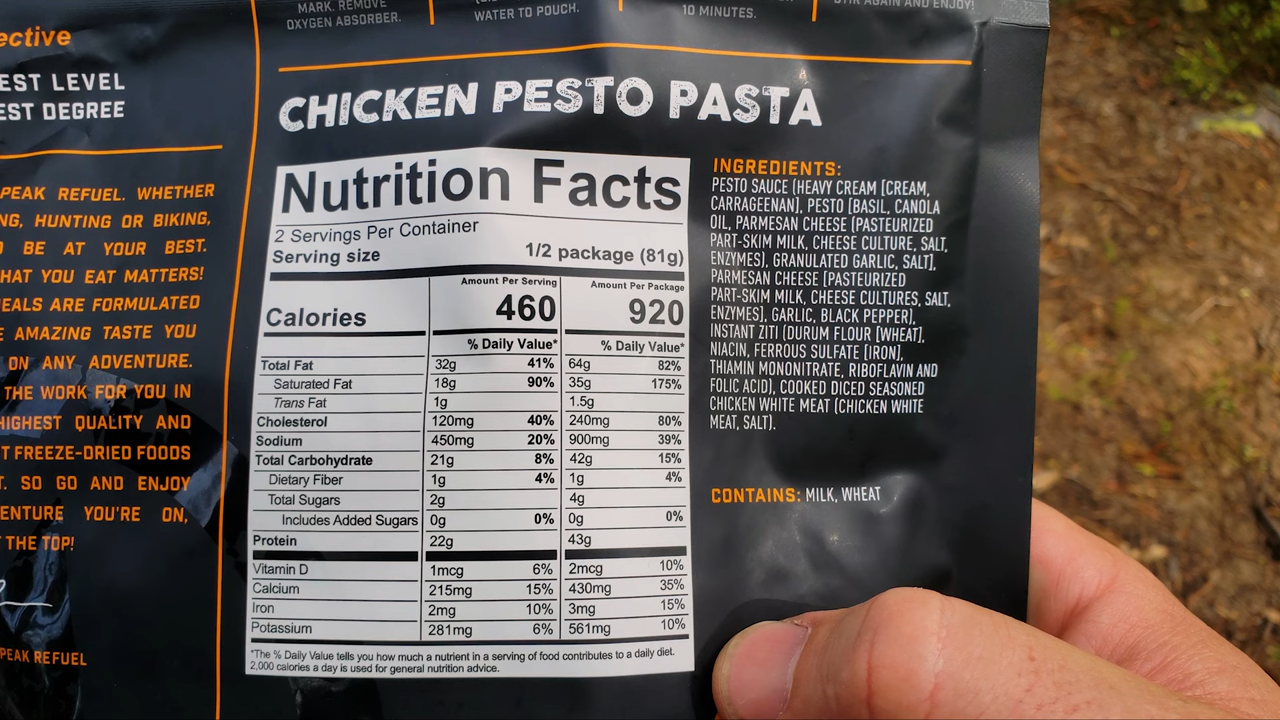 MARK. REMOVE
OXYGEN ABSORBER.
WATER TO POUCH.
10 MINUTES.
STIR AGAIN AND ENJOY!
ective
EST LEVEL
EST DEGREE
PEAK REFUEL. WHETHER
NG, HUNTING OR BIKING,
BE AT YOUR BEST.
HAT YOU EAT MATTERS!
EALS ARE FORMULATED
E AMAZING TASTE YOU
ON ANY ADVENTURE.
THE WORK FOR YOU IN
HIGHEST QUALITY AND
T FREEZE-DRIED FOODS
T. SO GO AND ENJOY
ENTURE YOU'RE ON,
THE TOP!
PEAK REFUEL
CHICKEN PESTO PASTA
Nutrition Facts
2 Servings Per Container
Serving size 1/2 package (81g)
Amount Per Serving Amount Per Package
Calories 460 920
% Daily Value* % Daily Value*
Total Fat 32g 41% 64g 82%
Saturated Fat 18g 90% 35g 175%
Trans Fat 1g 1.5g
Cholesterol 120mg 40% 240mg 80%
Sodium 450mg 20% 900mg 39%
Total Carbohydrate 21g 8% 42g 15%
Dietary Fiber 1g 4% 1g 4%
Total Sugars 2g 4g
Includes Added Sugars 0g 0% 0g 0%
Protein 22g 43g
Vitamin D 1mcg 6% 2mcg 10%
Calcium 215mg 15% 430mg 35%
Iron 2mg 10% 3mg 15%
Potassium 281mg 6% 561mg 10%
*The % Daily Value tells you how much a nutrient in a serving of food contributes to a daily diet.
2,000 calories a day is used for general nutrition advice.
INGREDIENTS:
PESTO SAUCE (HEAVY CREAM [CREAM,
CARRAGEENAN], PESTO [BASIL, CANOLA
OIL, PARMESAN CHEESE (PASTEURIZED
PART-SKIM MILK, CHEESE CULTURE, SALT,
ENZYMES), GRANULATED GARLIC, SALT],
PARMESAN CHEESE [PASTEURIZED
PART-SKIM MILK, CHEESE CULTURES, SALT,
ENZYMES], GARLIC, BLACK PEPPER),
INSTANT ZITI (DURUM FLOUR [WHEAT],
NIACIN, FERROUS SULFATE [IRON],
THIAMIN MONONITRATE, RIBOFLAVIN AND
FOLIC ACID), COOKED DICED SEASONED
CHICKEN WHITE MEAT (CHICKEN WHITE
MEAT, SALT).
CONTAINS: MILK, WHEAT